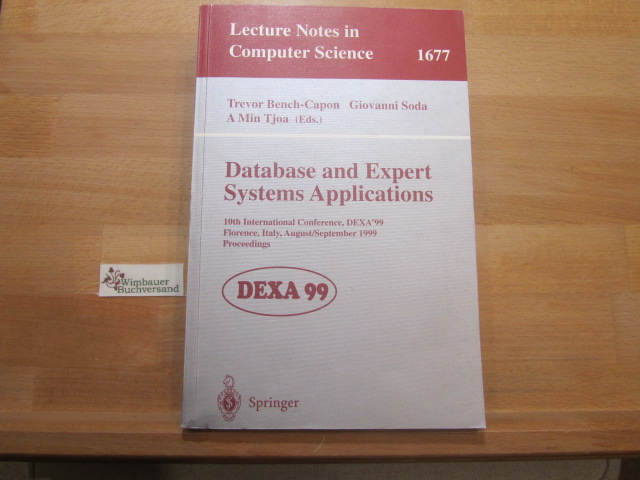 Lecture Notes in
Computer Science 1677
Trevor Bench-Capon Giovanni Soda
A Min Tjoa (Eds.)
Database and Expert
Systems Applications
10th International Conference, DEXA'99
Florence, Italy, August/September 1999
Proceedings
Wimbauer
Buchversand
DEXA 99
Springer